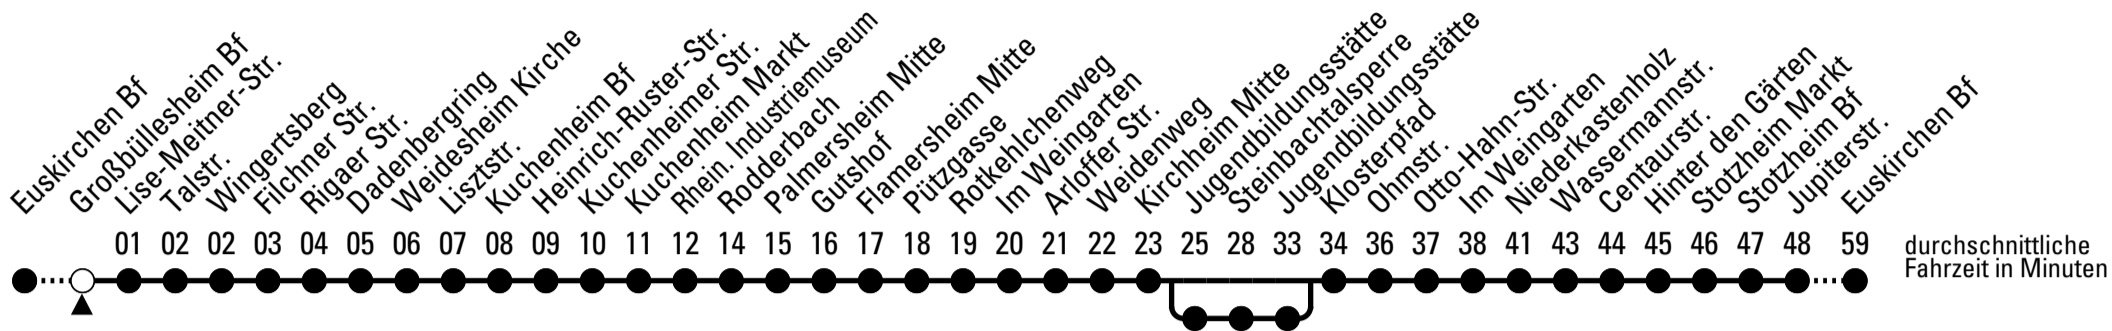 Euskirchen Bf
Großbüllesheim Bf
Lise-Meitner-Str.
Talstr.
Wingertsberg
Filchner Str.
Rigaer Str.
Dadenbergring
Weidesheim Kirche
Lisztstr.
Kuchenheim Bf
Heinrich-Ruster-Str.
Kuchenheimer Str.
Kuchenheim Markt
Rhein. Industriemuseum
Rodderbach
Palmersheim Mitte
Gutshof
Flamersheim Mitte
Pützgasse
Rotkehlchenweg
Im Weingarten
Arloffer Str.
Weidenweg
Kirchheim Mitte
Jugendbildungsstätte
Steinbachtalsperre
Jugendbildungsstätte
Klosterpfad
Ohmstr.
Otto-Hahn-Str.
Im Weingarten
Niederkastenholz
Wassermannstr.
Centaurstr.
Hinter den Gärten
Stotzheim Markt
Stotzheim Bf
Jupiterstr.
Euskirchen Bf
01 02 02 03 04 05 06 07 08 09 10 11 12 14 15 16 17 18 19 20 21 22 23 25 28 33 34 36 37 38 41 43 44 45 46 47 48 59
durchschnittliche
Fahrzeit in Minuten